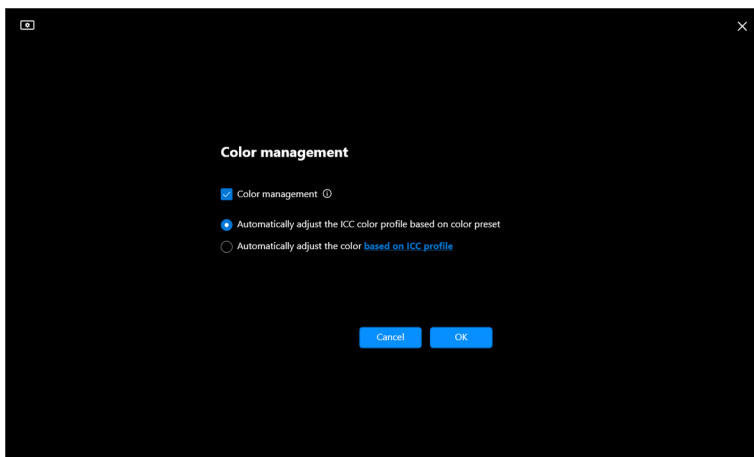 Color management
Color management
Automatically adjust the ICC color profile based on color preset
Automatically adjust the color based on ICC profile
Cancel
OK